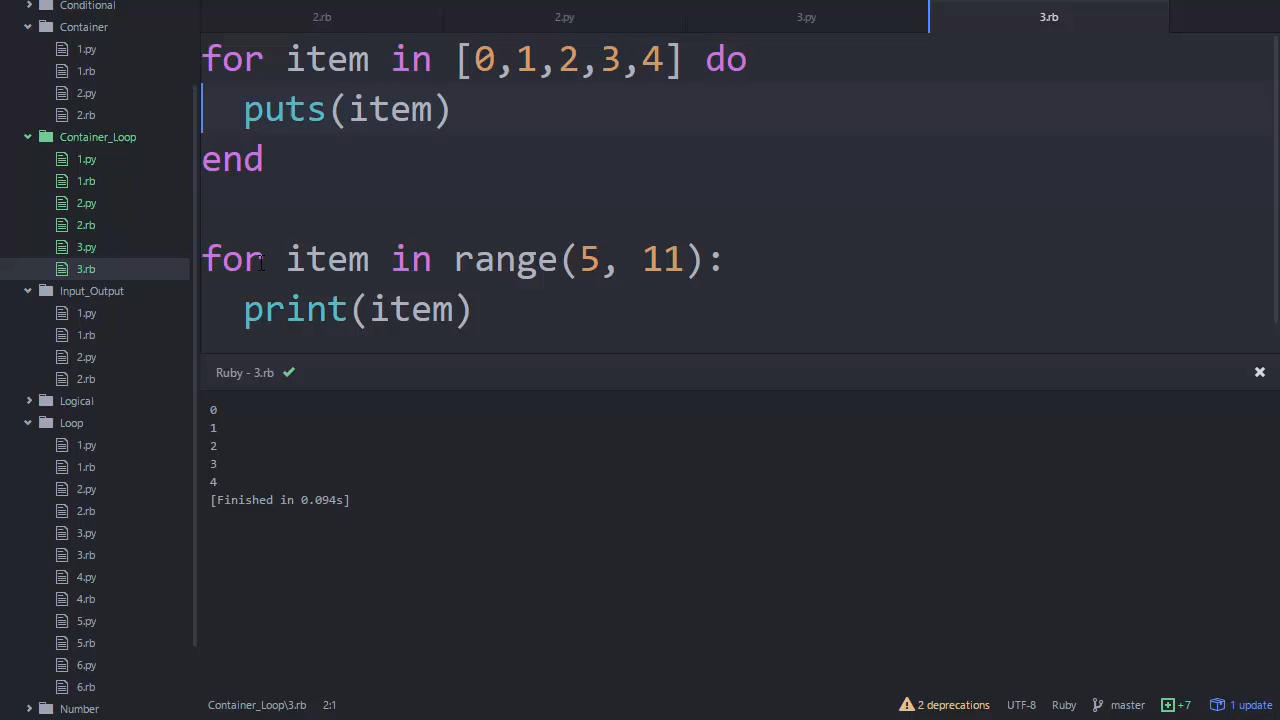 Conditional
Container
1.py
1.rb
2.py
2.rb
Container_Loop
1.py
1.rb
2.py
2.rb
3.py
3.rb
Input_Output
1.py
1.rb
2.py
2.rb
Logical
Loop
1.py
1.rb
2.py
2.rb
3.py
3.rb
4.py
4.rb
5.py
5.rb
6.py
6.rb
Number
2.rb 2.py 3.py 3.rb
for item in [0,1,2,3,4] do
  puts(item)
end
for item in range(5, 11):
  print(item)
Ruby - 3.rb
0
1
2
3
4
[Finished in 0.094s]
Container_Loop\3.rb 2:1 2 deprecations UTF-8 Ruby master +7 1 update